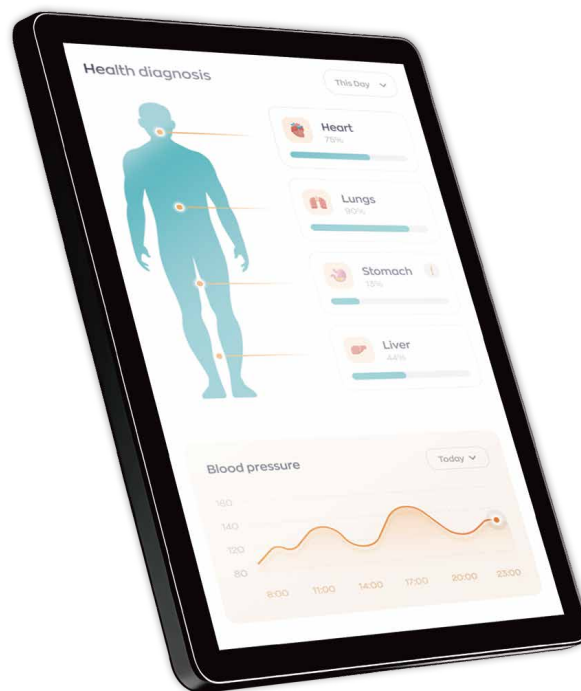 Health diagnosis
This Day
Heart
75%
Lungs
90%
Stomach
13%
Liver
44%
Blood pressure
Today
160
140
120
80
8:00 11:00 14:00 17:00 20:00 23:00